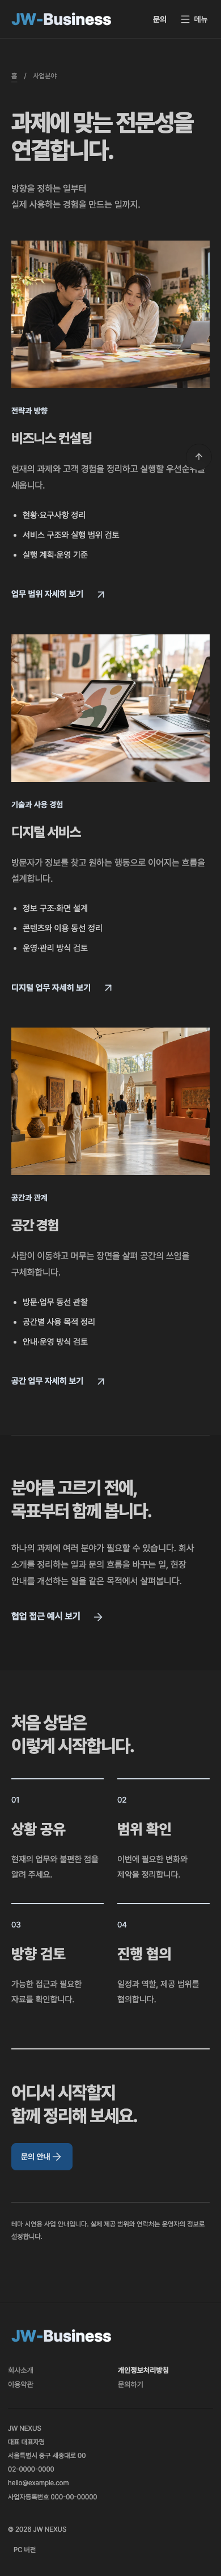 JW-Business
문의
메뉴
홈 / 사업분야
과제에 맞는 전문성을
연결합니다.
방향을 정하는 일부터
실제 사용하는 경험을 만드는 일까지.
전략과 방향
비즈니스 컨설팅
현재의 과제와 고객 경험을 정리하고 실행할 우선순위를
세웁니다.
• 현황·요구사항 정리
• 서비스 구조와 실행 범위 검토
• 실행 계획·운영 기준
업무 범위 자세히 보기
기술과 사용 경험
디지털 서비스
방문자가 정보를 찾고 원하는 행동으로 이어지는 흐름을
설계합니다.
• 정보 구조·화면 설계
• 콘텐츠와 이용 동선 정리
• 운영·관리 방식 검토
디지털 업무 자세히 보기
공간과 관계
공간 경험
사람이 이동하고 머무는 장면을 살펴 공간의 쓰임을
구체화합니다.
• 방문·업무 동선 관찰
• 공간별 사용 목적 정리
• 안내·운영 방식 검토
공간 업무 자세히 보기
분야를 고르기 전에,
목표부터 함께 봅니다.
하나의 과제에 여러 분야가 필요할 수 있습니다. 회사
소개를 정리하는 일과 문의 흐름을 바꾸는 일, 현장
안내를 개선하는 일을 같은 목적에서 살펴봅니다.
협업 접근 예시 보기
처음 상담은
이렇게 시작합니다.
01
상황 공유
현재의 업무와 불편한 점을
알려 주세요.
02
범위 확인
이번에 필요한 변화와
제약을 정리합니다.
03
방향 검토
가능한 접근과 필요한
자료를 확인합니다.
04
진행 협의
일정과 역할, 제공 범위를
협의합니다.
어디서 시작할지
함께 정리해 보세요.
문의 안내
테마 시연용 사업 안내입니다. 실제 제공 범위와 연락처는 운영자의 정보로
설정합니다.
JW-Business
회사소개
개인정보처리방침
이용약관
문의하기
JW NEXUS
대표 대표자명
서울특별시 중구 세종대로 00
02-0000-0000
hello@example.com
사업자등록번호 000-00-00000
© 2026 JW NEXUS
PC 버전